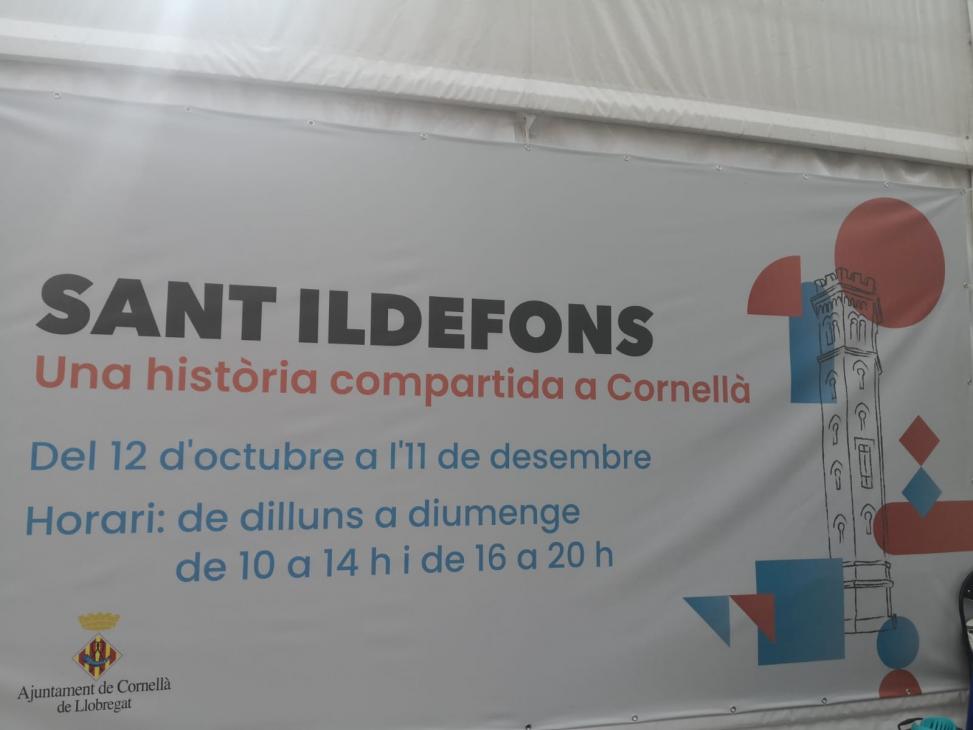 SANT ILDEFONS
Una història compartida a Cornellà
Del 12 d'octubre a l'11 de desembre
Horari: de dilluns a diumenge
de 10 a 14 h i de 16 a 20 h
Ajuntament de Cornellà
de Llobregat